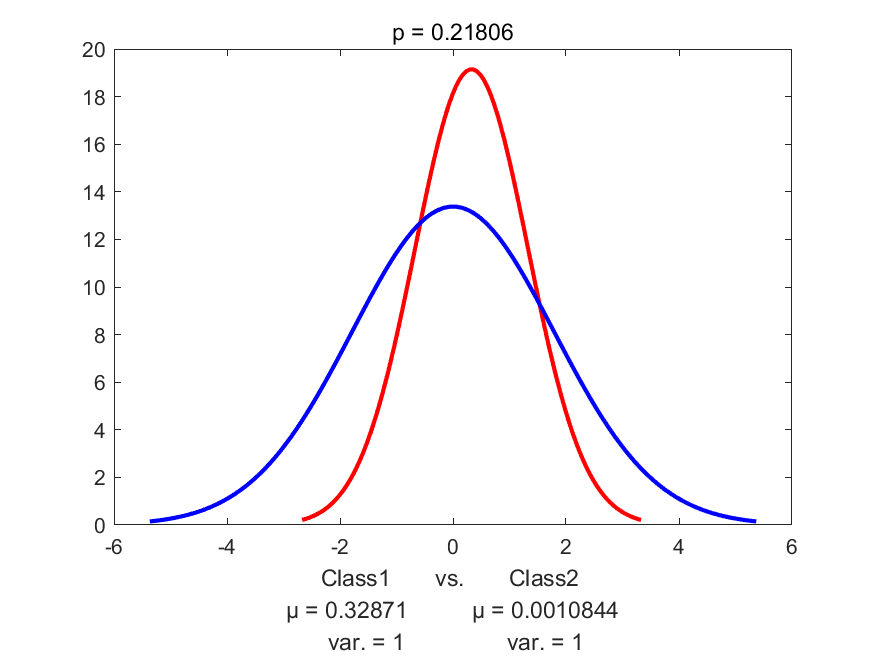 p = 0.21806
20
18
16
14
12
10
8
6
4
2
0
-6 -4 -2 0 2 4 6
Class1 vs. Class2
μ = 0.32871 μ = 0.0010844
var. = 1 var. = 1